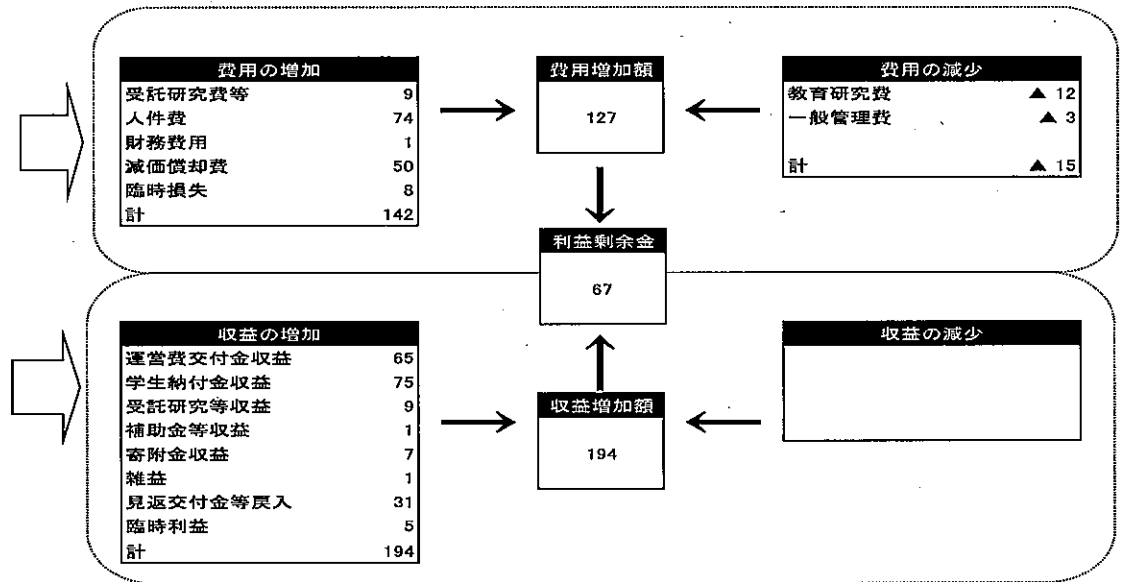 費用の増加
受託研究費等 9
人件費 74
財務費用 1
減価償却費 50
臨時損失 8
計 142
費用増加額
127
費用の減少
教育研究費 ▲ 12
一般管理費 ▲ 3
計 ▲ 15
利益剰余金
67
収益の増加
運営費交付金収益 65
学生納付金収益 75
受託研究等収益 9
補助金等収益 1
寄附金収益 7
雑益 1
見返交付金等戻入 31
臨時利益 5
計 194
収益増加額
194
収益の減少